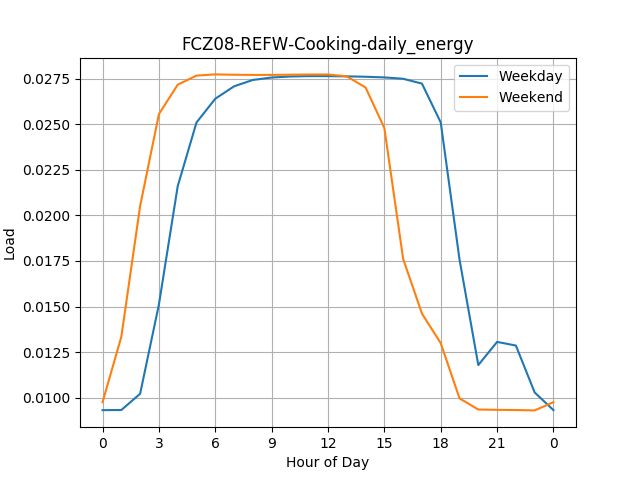 FCZ08-REFW-Cooking-daily_energy
Weekday
Weekend
Load
0.0275
0.0250
0.0225
0.0200
0.0175
0.0150
0.0125
0.0100
0 3 6 9 12 15 18 21 0
Hour of Day